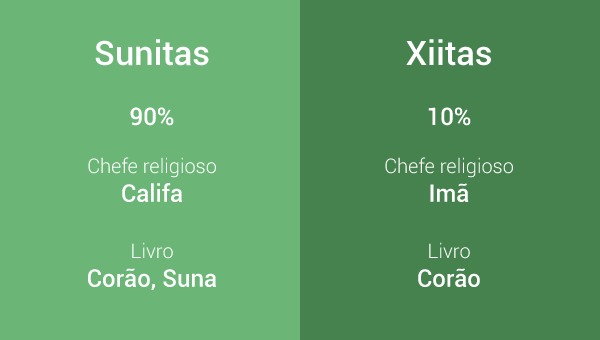 Sunitas
90%
Chefe religioso
Califa
Livro
Corão, Suna
Xiitas
10%
Chefe religioso
Imã
Livro
Corão